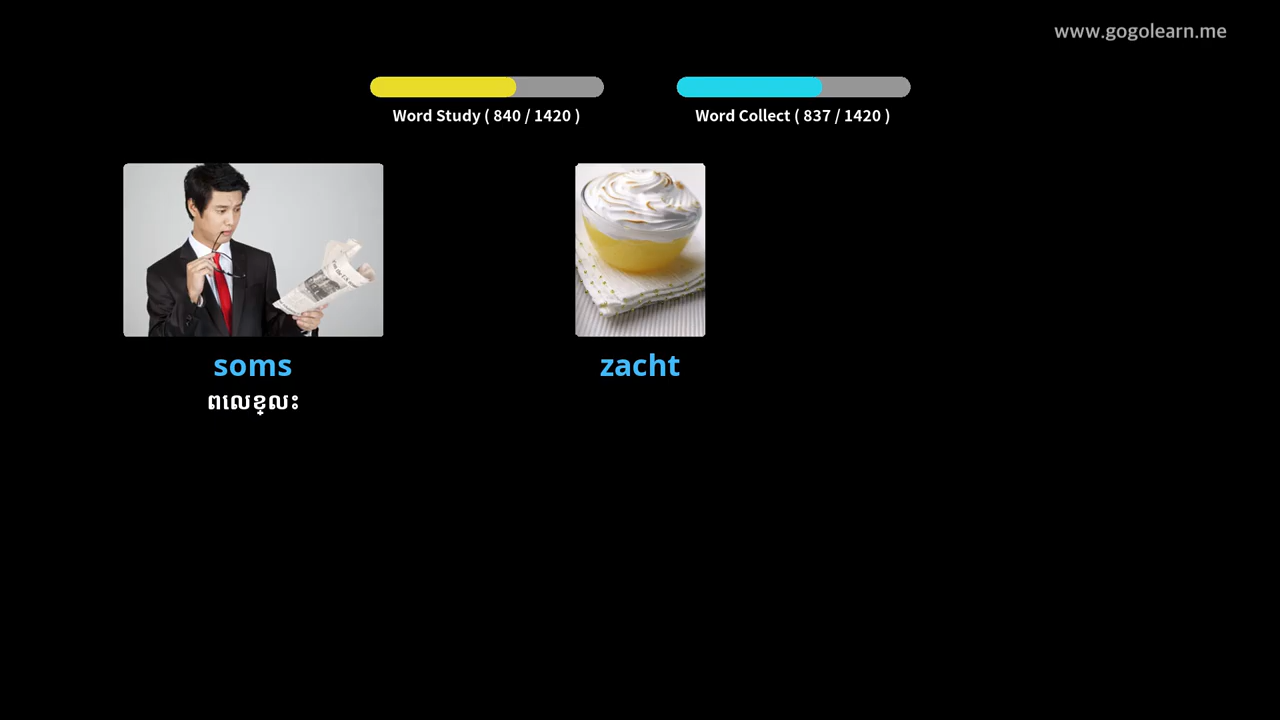 www.gogolearn.me
Word Study ( 840 / 1420 )
Word Collect ( 837 / 1420 )
soms
ពេលខ្លះ
zacht